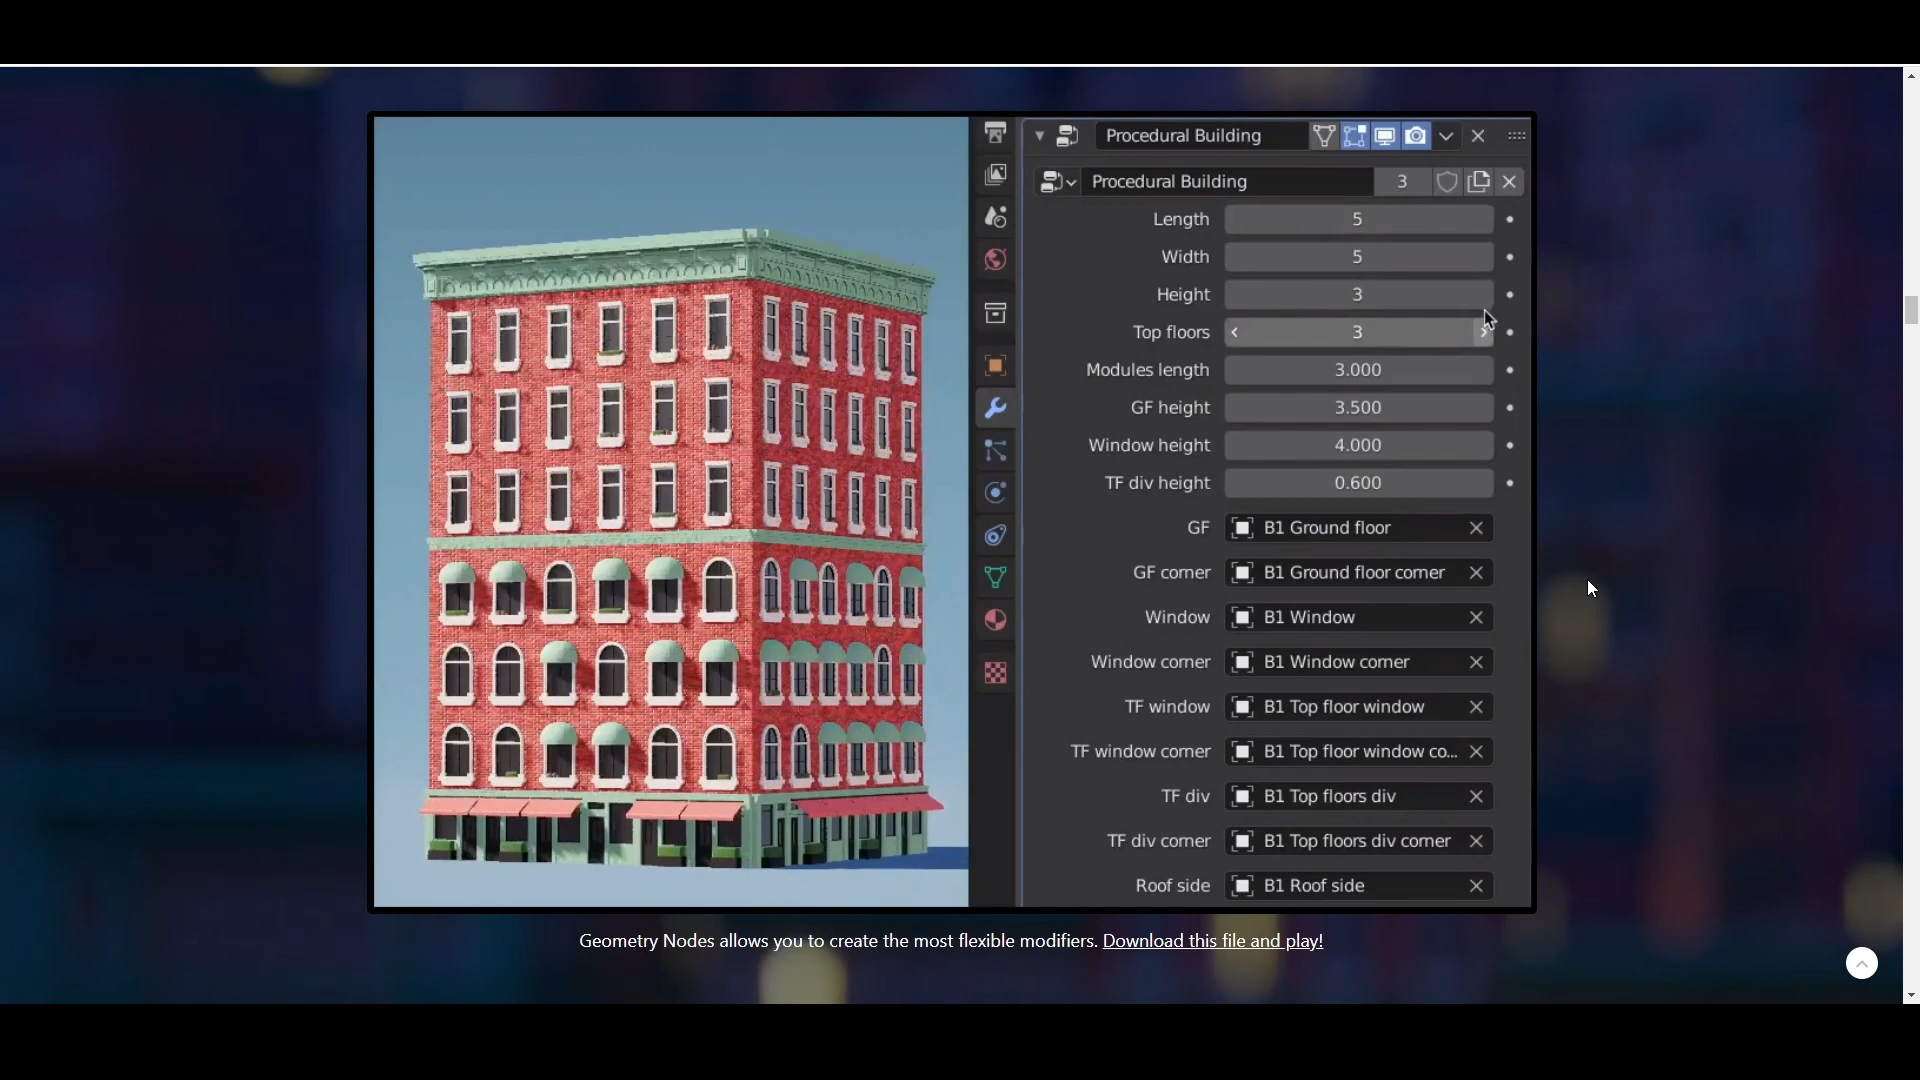 Procedural Building
Procedural Building 3
Length 5
Width 5
Height 3
Top floors 3
Modules length 3.000
GF height 3.500
Window height 4.000
TF div height 0.600
GF B1 Ground floor
GF corner B1 Ground floor corner
Window B1 Window
Window corner B1 Window corner
TF window B1 Top floor window
TF window corner B1 Top floor window co...
TF div B1 Top floors div
TF div corner B1 Top floors div corner
Roof side B1 Roof side
Geometry Nodes allows you to create the most flexible modifiers. Download this file and play!